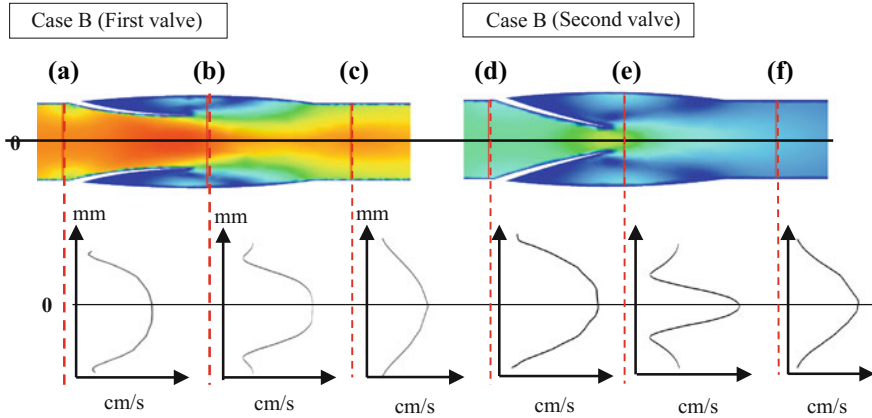 Case B (First valve)
Case B (Second valve)
(a)
(b)
(c)
(d)
(e)
(f)
0
mm
mm
mm
0
cm/s
cm/s
cm/s
cm/s
cm/s
cm/s